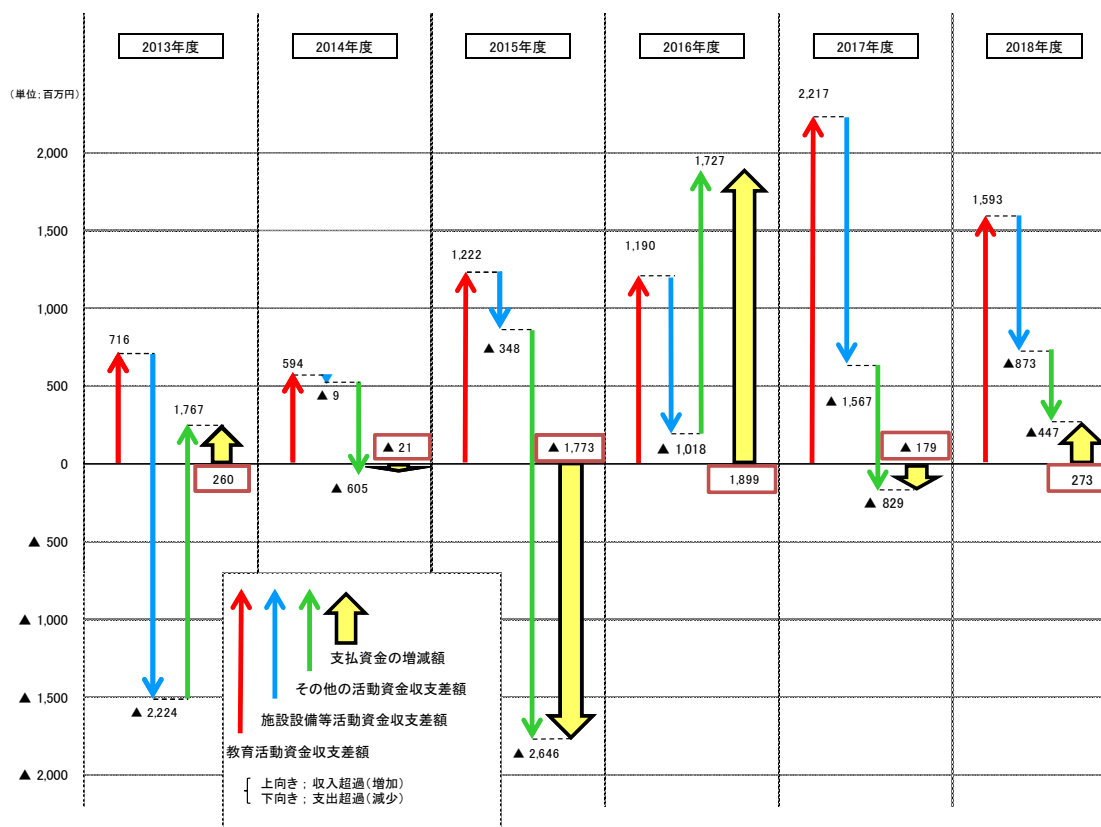 2013年度
2014年度
2015年度
2016年度
2017年度
2018年度
（単位；百万円）
2,000
1,500
1,000
500
0
▲ 500
▲ 1,000
▲ 1,500
▲ 2,000
716
▲ 2,224
1,767
260
594
▲ 9
▲ 605
▲ 21
1,222
▲ 348
▲ 2,646
▲ 1,773
1,190
▲ 1,018
1,727
1,899
2,217
▲ 1,567
▲ 829
▲ 179
1,593
▲873
▲447
273
支払資金の増減額
その他の活動資金収支差額
施設設備等活動資金収支差額
教育活動資金収支差額
上向き ； 収入超過（増加）
下向き ； 支出超過（減少）